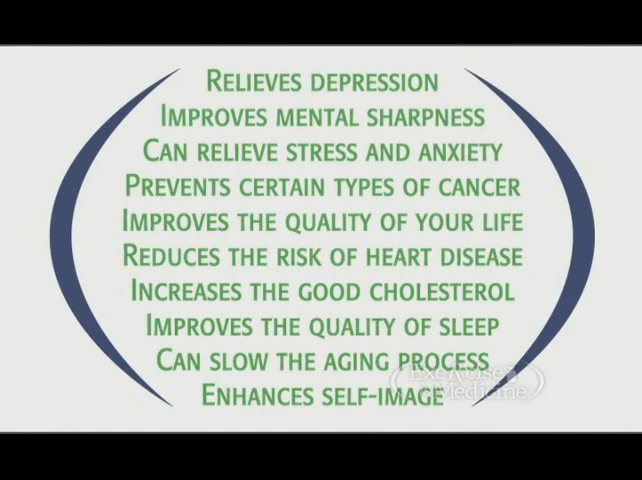 RELIEVES DEPRESSION
IMPROVES MENTAL SHARPNESS
CAN RELIEVE STRESS AND ANXIETY
PREVENTS CERTAIN TYPES OF CANCER
IMPROVES THE QUALITY OF YOUR LIFE
REDUCES THE RISK OF HEART DISEASE
INCREASES THE GOOD CHOLESTEROL
IMPROVES THE QUALITY OF SLEEP
CAN SLOW THE AGING PROCESS
ENHANCES SELF-IMAGE
Exercise
is Medicine